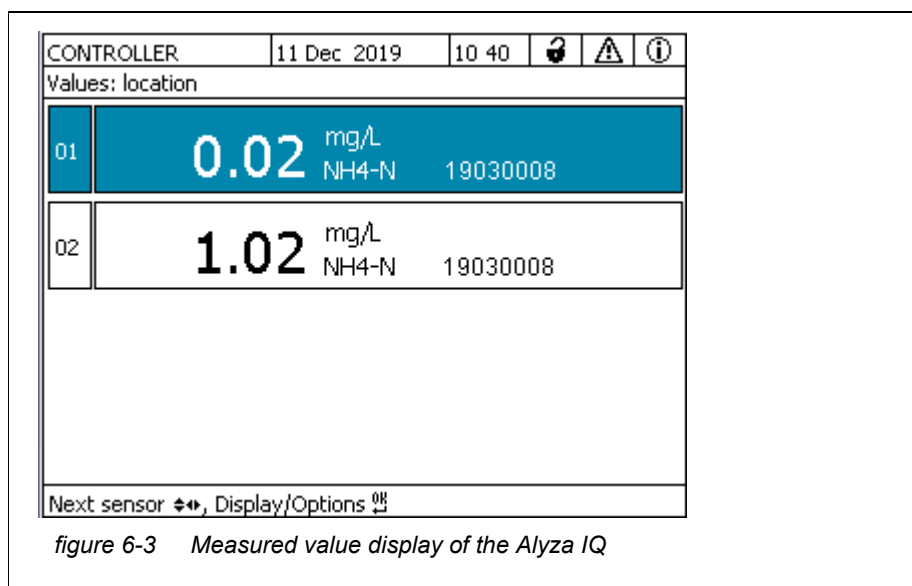 CONTROLLER 11 Dec 2019 10 40
Values: location
01 0.02 mg/L NH4-N 19030008
02 1.02 mg/L NH4-N 19030008
Next sensor, Display/Options OK
figure 6-3 Measured value display of the Alyza IQ